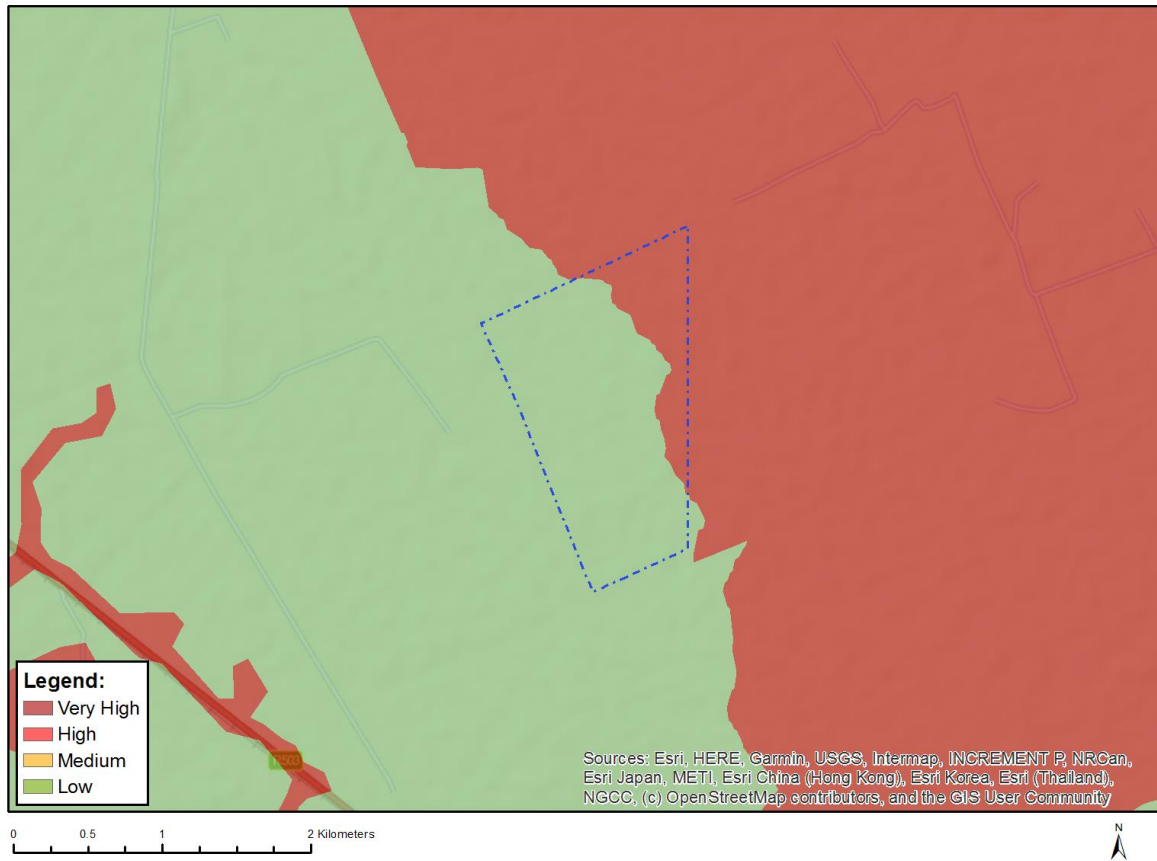 R503
Legend:
Very High
High
Medium
Low
Sources: Esri, HERE, Garmin, USGS, Intermap, INCREMENT P, NRCan,
Esri Japan, METI, Esri China (Hong Kong), Esri Korea, Esri (Thailand),
NGCC, (c) OpenStreetMap contributors, and the GIS User Community
0 0.5 1 2 Kilometers
N